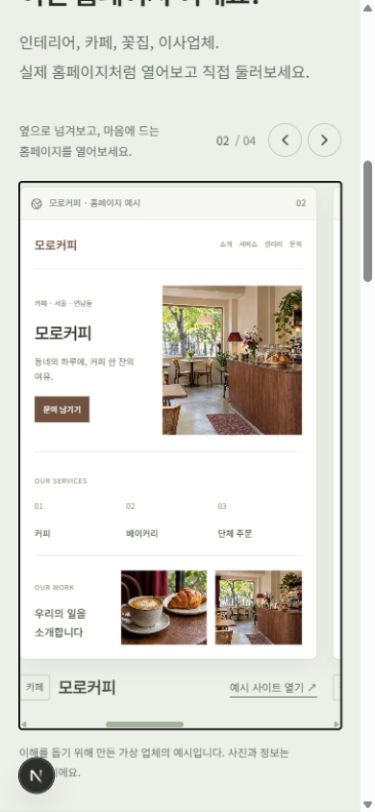 인테리어, 카페, 꽃집, 이사업체.
실제 홈페이지처럼 열어보고 직접 둘러보세요.
옆으로 넘겨보고, 마음에 드는
홈페이지를 열어보세요.
02 / 04
모로커피 · 홈페이지 예시
02
모로커피
소개 서비스 갤러리 문의
카페 · 서울 · 연남동
모로커피
동네의 하루에, 커피 한 잔의
여유.
문의 남기기
OUR SERVICES
01 02 03
커피 베이커리 단체 주문
OUR WORK
우리의 일을
소개합니다
카페 모로커피 예시 사이트 열기 ↗
이해를 돕기 위해 만든 가상 업체의 예시입니다. 사진과 정보는
N